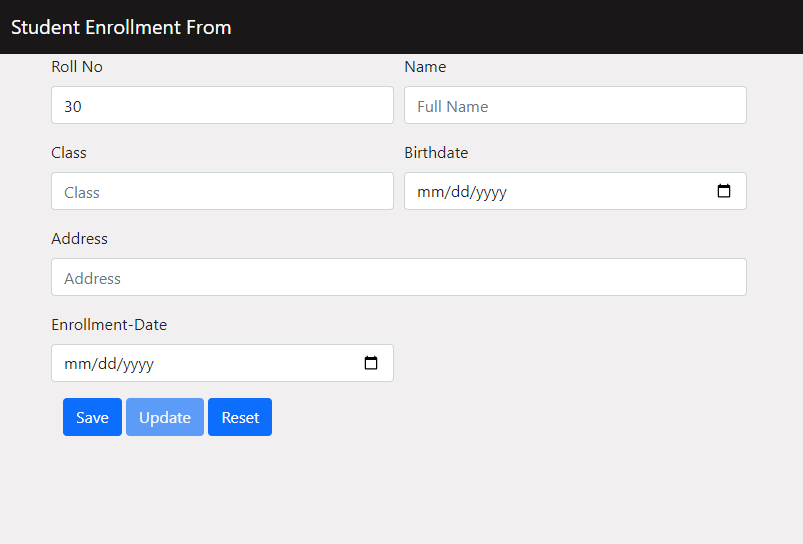 Student Enrollment From
Roll No Name
30 Full Name
Class Birthdate
Class mm/dd/yyyy
Address
Address
Enrollment-Date
mm/dd/yyyy
Save Update Reset